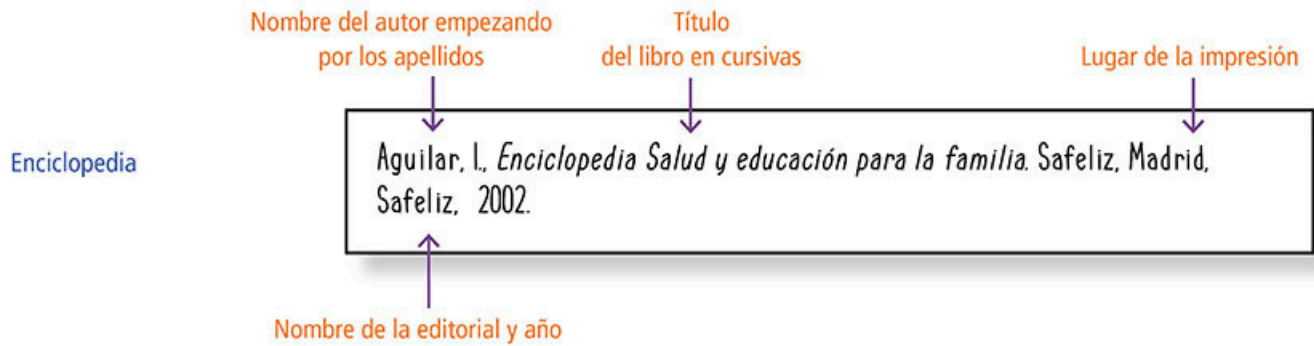 Nombre del autor empezando
por los apellidos
Título
del libro en cursivas
Lugar de la impresión
Enciclopedia
Aguilar, I., Enciclopedia Salud y educación para la familia. Safeliz, Madrid,
Safeliz, 2002.
Nombre de la editorial y año